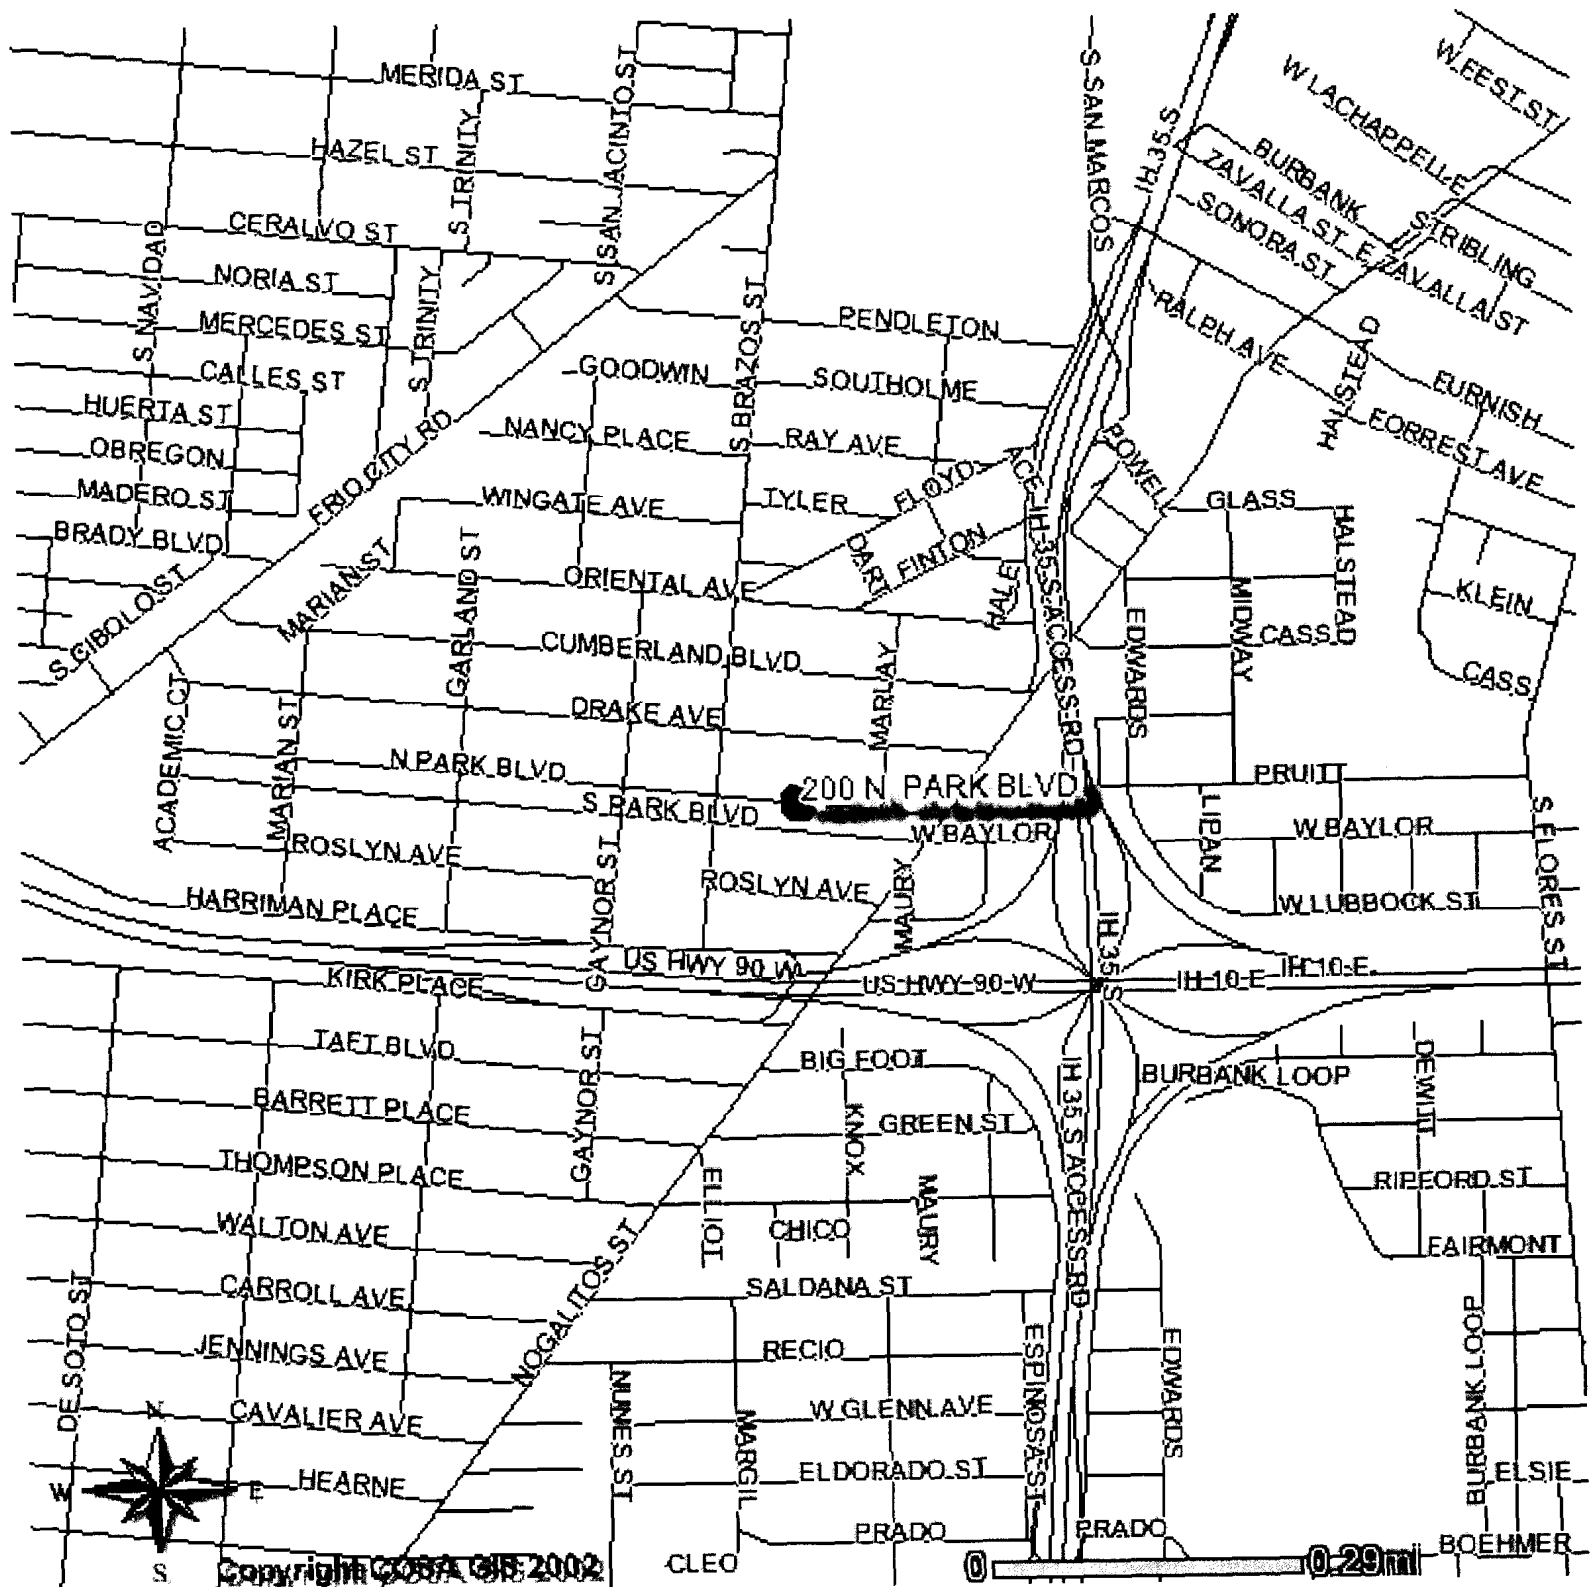 MERIDA ST
S SAN JACINTO ST
S SAN MARCOS
IH 35 S
W LACHAPPELLE
W FEST ST
HAZEL ST
S TRINITY
BURBANK
ZAVALLA ST
SONORA ST
STRIBLING
E ZAVALLA ST
CERALVO ST
S NAVIDAD
NORIA ST
S TRINITY
MERCEDES ST
S BRAZOS ST
PENDLETON
RALPH AVE
HALSTEAD
CALLES ST
GOODWIN
SOUTHOLME
FURNISH
HUERTA ST
NANCY PLACE
RAY AVE
FORREST AVE
OBREGON
FRIO CITY RD
ACE
POWELL
MADERO ST
WINGATE AVE
TYLER
FLOYD
GLASS
HALSTEAD
BRADY BLVD
DART
FINTON
IH 35 S ACCESS RD
S CIBOLO ST
MARIAN ST
GARLAND ST
ORIENTAL AVE
HALE
EDWARDS
MIDWAY
KLEIN
CASS
CUMBERLAND BLVD
MARLAY
CASS
ACADEMIC CT
MARIAN ST
DRAKE AVE
N PARK BLVD
200 N PARK BLVD
PRUITT
S PARK BLVD
W BAYLOR
LIPAN
W BAYLOR
S FLORES ST
ROSLYN AVE
GAYNOR ST
ROSLYN AVE
MAURY
W LUBBOCK ST
HARRIMAN PLACE
US HWY 90 W
US HWY 90 W
IH 35 S
IH 10 E
IH 10 E
KIRK PLACE
TAFT BLVD
GAYNOR ST
BIG FOOT
IH 35 S ACCESS RD
BURBANK LOOP
DEWITT
BARRETT PLACE
KNOX
GREEN ST
THOMPSON PLACE
ELLIOT
MAURY
RIPFORD ST
WALTON AVE
CHICO
FAIRMONT
DE SOTO ST
CARROLL AVE
NOGALITOS ST
SALDANA ST
JENNINGS AVE
RECIO
ESPINOSA ST
EDWARDS
BURBANK LOOP
N
CAVALIER AVE
NUNES ST
MARGIL
W GLENN AVE
W
E
HEARNE
ELDORADO ST
ELSIE
PRADO
PRADO
BOEHMER
S
Copyright COSA GIS 2002
CLEO
0
0.29mi